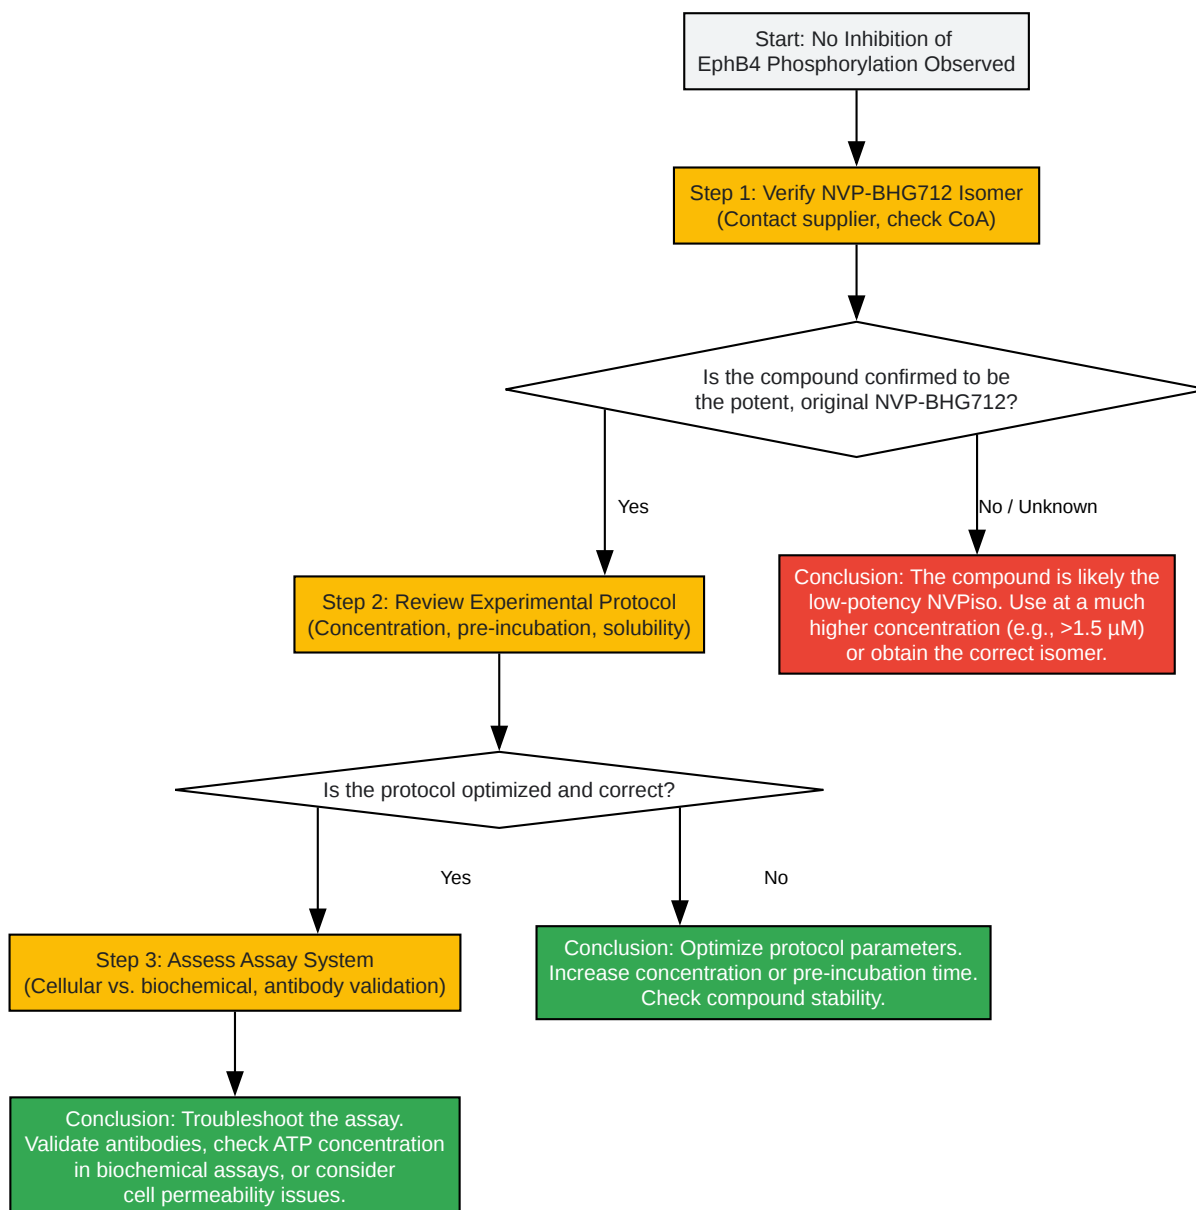 Start: No Inhibition of
EphB4 Phosphorylation Observed
Step 1: Verify NVP-BHG712 Isomer
(Contact supplier, check CoA)
Is the compound confirmed to be
the potent, original NVP-BHG712?
Yes
No / Unknown
Step 2: Review Experimental Protocol
(Concentration, pre-incubation, solubility)
Conclusion: The compound is likely the
low-potency NVPiso. Use at a much
higher concentration (e.g., >1.5 µM)
or obtain the correct isomer.
Is the protocol optimized and correct?
Yes
No
Step 3: Assess Assay System
(Cellular vs. biochemical, antibody validation)
Conclusion: Optimize protocol parameters.
Increase concentration or pre-incubation time.
Check compound stability.
Conclusion: Troubleshoot the assay.
Validate antibodies, check ATP concentration
in biochemical assays, or consider
cell permeability issues.